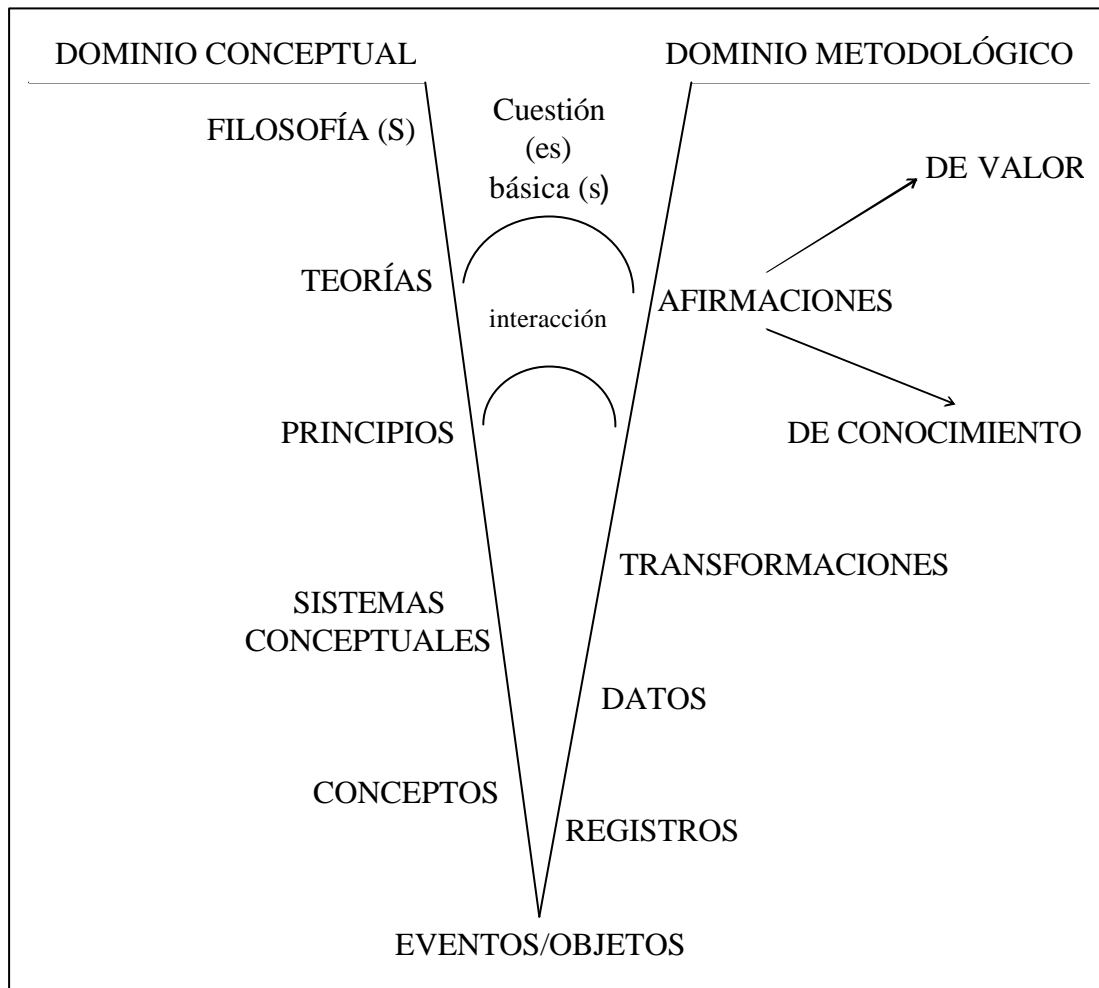 DOMINIO CONCEPTUAL
DOMINIO METODOLÓGICO
FILOSOFÍA (S)
Cuestión
(es)
básica (s)
DE VALOR
TEORÍAS
interacción
AFIRMACIONES
PRINCIPIOS
DE CONOCIMIENTO
TRANSFORMACIONES
SISTEMAS
CONCEPTUALES
DATOS
CONCEPTOS
REGISTROS
EVENTOS/OBJETOS